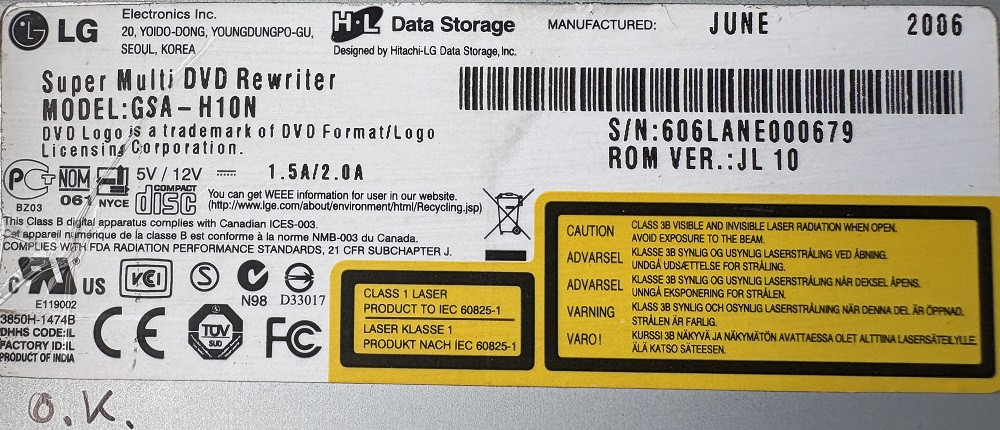 LG
Electronics Inc.
20, YOIDO-DONG, YOUNGDUNGPO-GU,
SEOUL, KOREA
H·L Data Storage
Designed by Hitachi-LG Data Storage, Inc.
MANUFACTURED: JUNE 2006
Super Multi DVD Rewriter
MODEL:GSA-H10N
DVD Logo is a trademark of DVD Format/Logo
Licensing Corporation.
S/N:606LANE000679
ROM VER.:JL 10
PCT
BZ03
NOM
061
NYCE
5V / 12V 1.5A/2.0A
COMPACT
disc
You can get WEEE information for user in our website.
(http://www.lge.com/about/environment/html/Recycling.jsp)
This Class B digital apparatus complies with Canadian ICES-003.
et appareil numérique de la classe B est conforme à la norme NMB-003 du Canada.
COMPLIES WITH FDA RADIATION PERFORMANCE STANDARDS, 21 CFR SUBCHAPTER J.
c RU US
E119002
VCI
S
N98
D33017
3850H-1474B
DHHS CODE:IL
FACTORY ID:IL
PRODUCT OF INDIA
CE
TÜV
SUD
FC
CLASS 1 LASER
PRODUCT TO IEC 60825-1
LASER KLASSE 1
PRODUKT NACH IEC 60825-1
CAUTION CLASS 3B VISIBLE AND INVISIBLE LASER RADIATION WHEN OPEN.
AVOID EXPOSURE TO THE BEAM.
ADVARSEL KLASSE 3B SYNLIG OG USYNLIG LASERSTRÅLING VED ÅBNING.
UNDGÅ UDSÆTTELSE FOR STRÅLING.
ADVARSEL KLASSE 3B SYNLIG OG USYNLIG LASERSTRÅLING NÅR DEKSEL ÅPENS.
UNNGÅ EKSPONERING FOR STRÅLEN.
VARNING KLASS 3B SYNLIG OCH OSYNLIG LASERSTRÅLNING NÄR DENNA DEL ÄR ÖPPNAD.
STRÅLEN ÄR FARLIG.
VARO! KURSSI 3B NÄKYVÄ JA NÄKYMÄTÖN AVATTAESSA OLET ALTTIINA LASERSÄTEILYLLE.
ÄLÄ KATSO SÄTEESEN.
O.K.